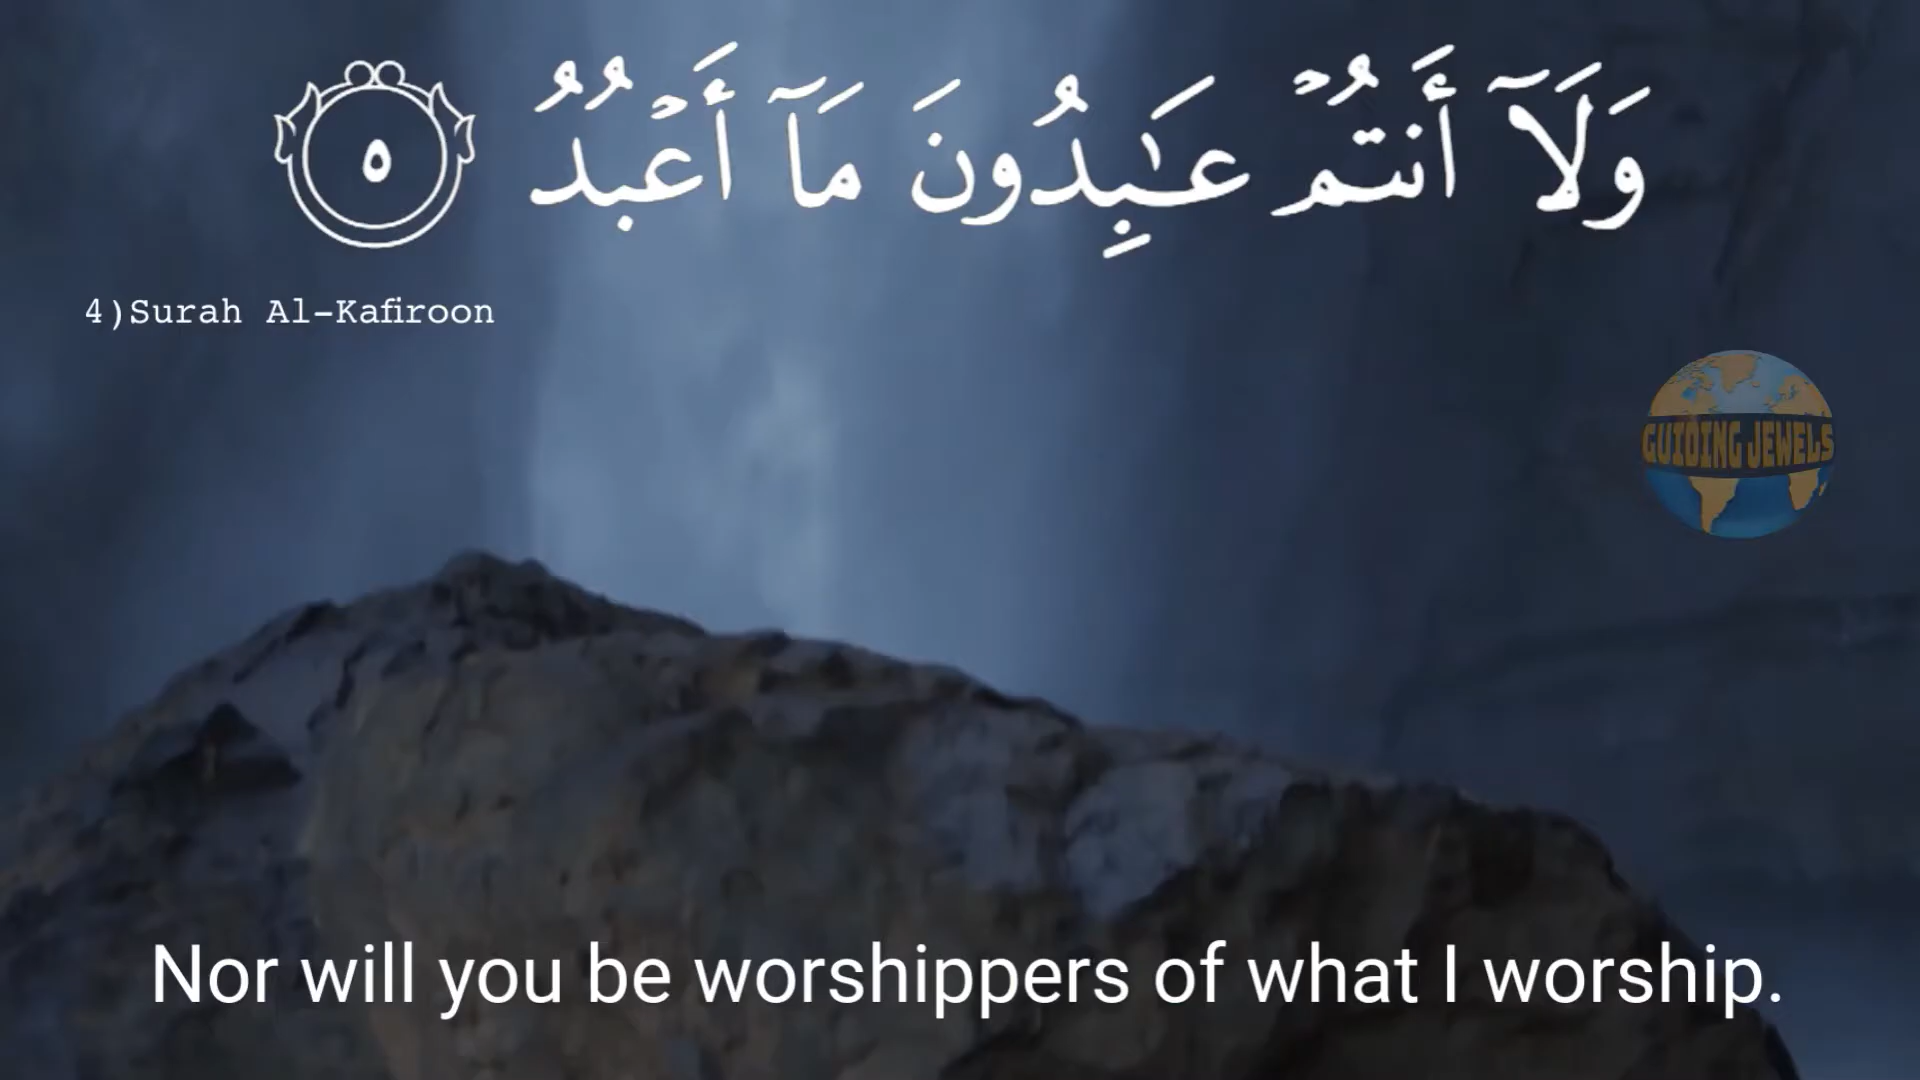 وَلَآ أَنتُمۡ عَٰبِدُونَ مَآ أَعۡبُدُ ٥
4)Surah Al-Kafiroon
GUIDING JEWELS
Nor will you be worshippers of what I worship.